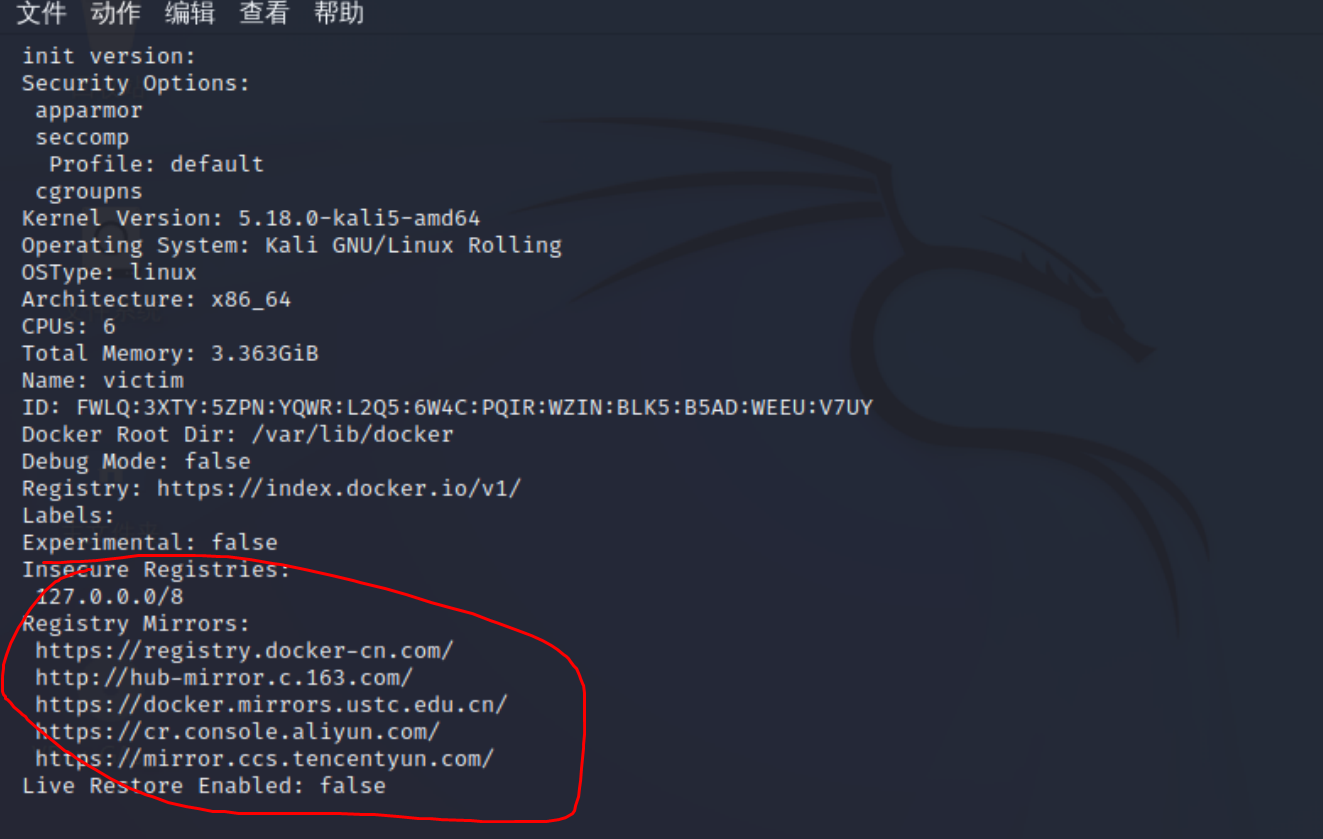 文件 动作 编辑 查看 帮助
init version:
Security Options:
apparmor
seccomp
Profile: default
cgroupns
Kernel Version: 5.18.0-kali5-amd64
Operating System: Kali GNU/Linux Rolling
OSType: linux
Architecture: x86_64
CPUs: 6
Total Memory: 3.363GiB
Name: victim
ID: FWLQ:3XTY:5ZPN:YQWR:L2Q5:6W4C:PQIR:WZIN:BLK5:B5AD:WEEU:V7UY
Docker Root Dir: /var/lib/docker
Debug Mode: false
Registry: https://index.docker.io/v1/
Labels:
Experimental: false
Insecure Registries:
127.0.0.0/8
Registry Mirrors:
https://registry.docker-cn.com/
http://hub-mirror.c.163.com/
https://docker.mirrors.ustc.edu.cn/
https://cr.console.aliyun.com/
https://mirror.ccs.tencentyun.com/
Live Restore Enabled: false